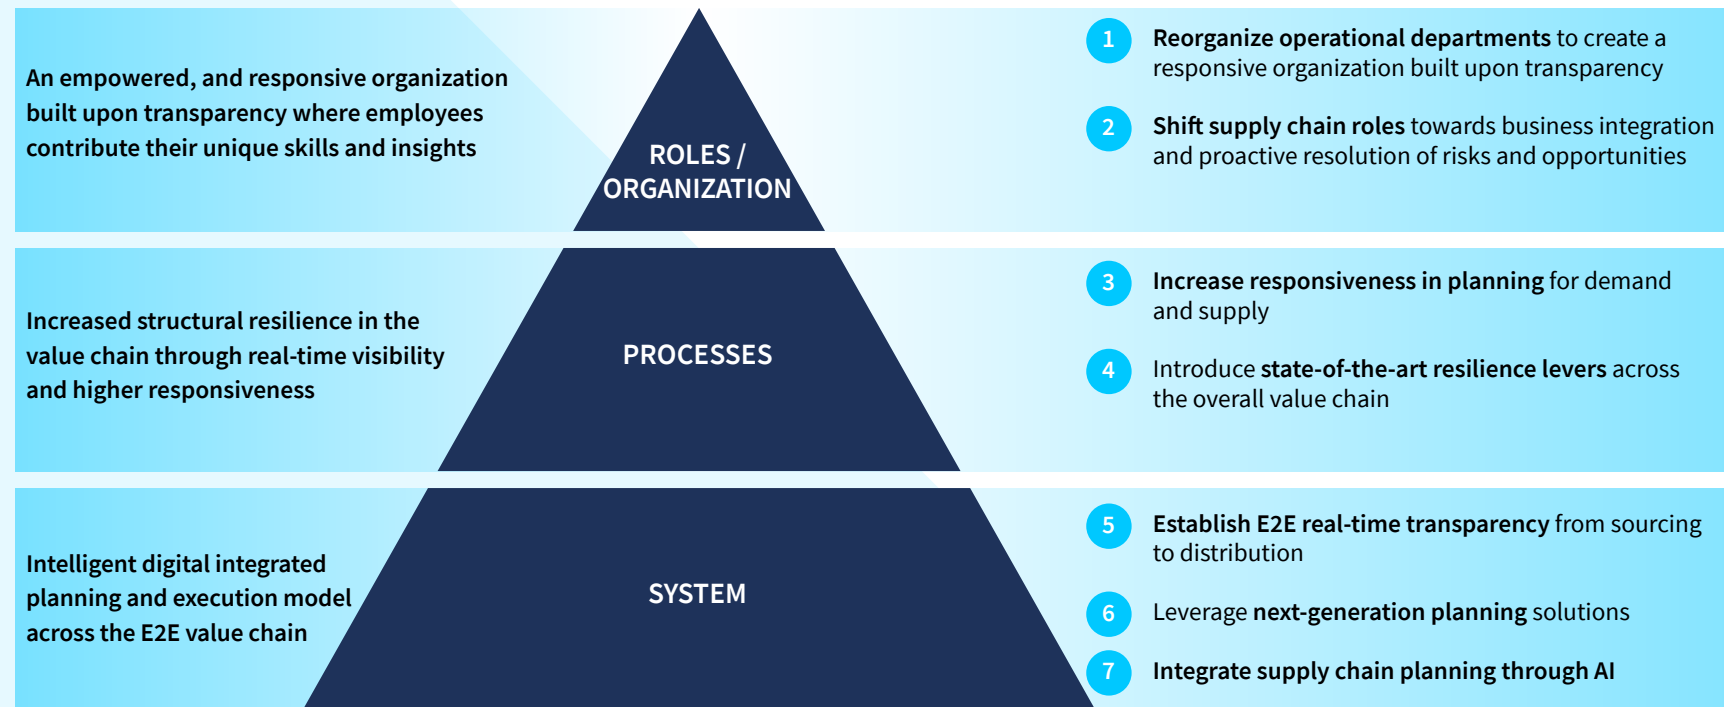 An empowered, and responsive organization
built upon transparency where employees
contribute their unique skills and insights
ROLES /
ORGANIZATION
1
Reorganize operational departments to create a
responsive organization built upon transparency
2
Shift supply chain roles towards business integration
and proactive resolution of risks and opportunities
Increased structural resilience in the
value chain through real-time visibility
and higher responsiveness
PROCESSES
3
Increase responsiveness in planning for demand
and supply
4
Introduce state-of-the-art resilience levers across
the overall value chain
Intelligent digital integrated
planning and execution model
across the E2E value chain
SYSTEM
5
Establish E2E real-time transparency from sourcing
to distribution
6
Leverage next-generation planning solutions
7
Integrate supply chain planning through AI